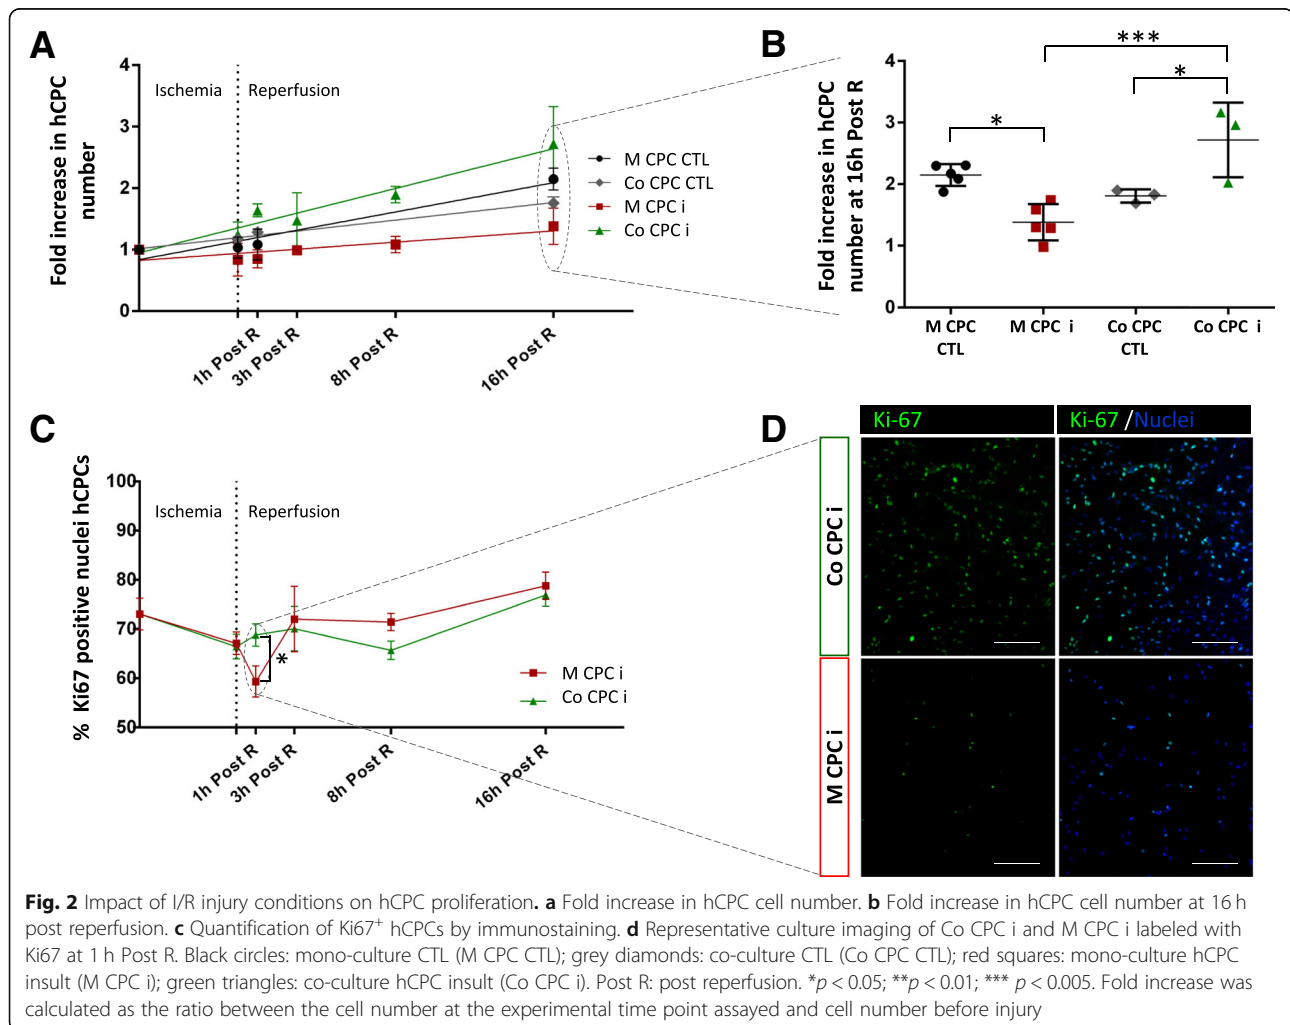 A
Fold increase in hCPC
number
4
3
2
1
0
Ischemia
Reperfusion
M CPC CTL
Co CPC CTL
M CPC i
Co CPC i
1h Post R
3h Post R
8h Post R
16h Post R
B
Fold increase in hCPC
number at 16h Post R
4
3
2
1
0
***
*
*
M CPC
CTL
M CPC i
Co CPC
CTL
Co CPC i
C
% Ki67 positive nuclei hCPCs
100
90
80
70
60
50
Ischemia
Reperfusion
*
M CPC i
Co CPC i
1h Post R
3h Post R
8h Post R
16h Post R
D
Ki-67
Ki-67 /Nuclei
Co CPC i
M CPC i
Fig. 2 Impact of I/R injury conditions on hCPC proliferation. a Fold increase in hCPC cell number. b Fold increase in hCPC cell number at 16 h
post reperfusion. c Quantification of Ki67+ hCPCs by immunostaining. d Representative culture imaging of Co CPC i and M CPC i labeled with
Ki67 at 1 h Post R. Black circles: mono-culture CTL (M CPC CTL); grey diamonds: co-culture CTL (Co CPC CTL); red squares: mono-culture hCPC
insult (M CPC i); green triangles: co-culture hCPC insult (Co CPC i). Post R: post reperfusion. *p < 0.05; **p < 0.01; *** p < 0.005. Fold increase was
calculated as the ratio between the cell number at the experimental time point assayed and cell number before injury